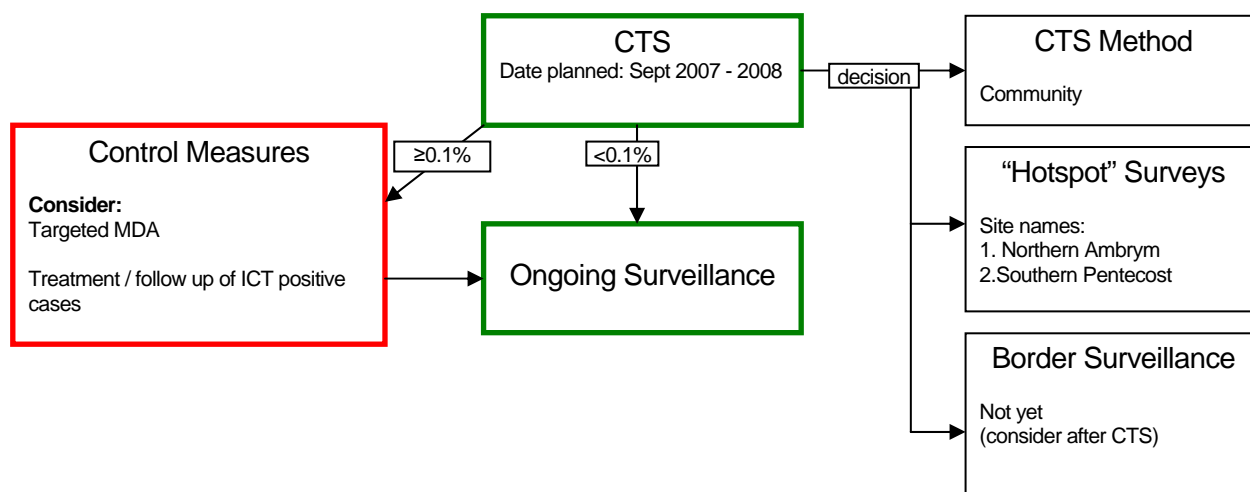 CTS
Date planned: Sept 2007 - 2008
decision
CTS Method
Community
≥0.1%
<0.1%
Control Measures
Consider:
Targeted MDA
Treatment / follow up of ICT positive
cases
Ongoing Surveillance
“Hotspot” Surveys
Site names:
1. Northern Ambrym
2.Southern Pentecost
Border Surveillance
Not yet
(consider after CTS)